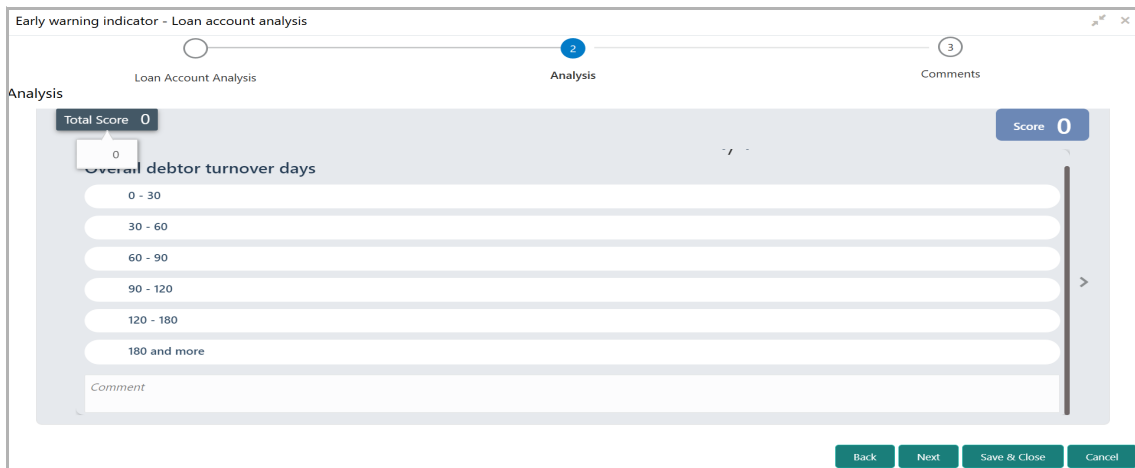 Early warning indicator - Loan account analysis
2
3
Loan Account Analysis
Analysis
Comments
Analysis
Total Score 0
Score 0
0
Overall debtor turnover days
0 - 30
30 - 60
60 - 90
90 - 120
120 - 180
180 and more
Comment
Back
Next
Save & Close
Cancel